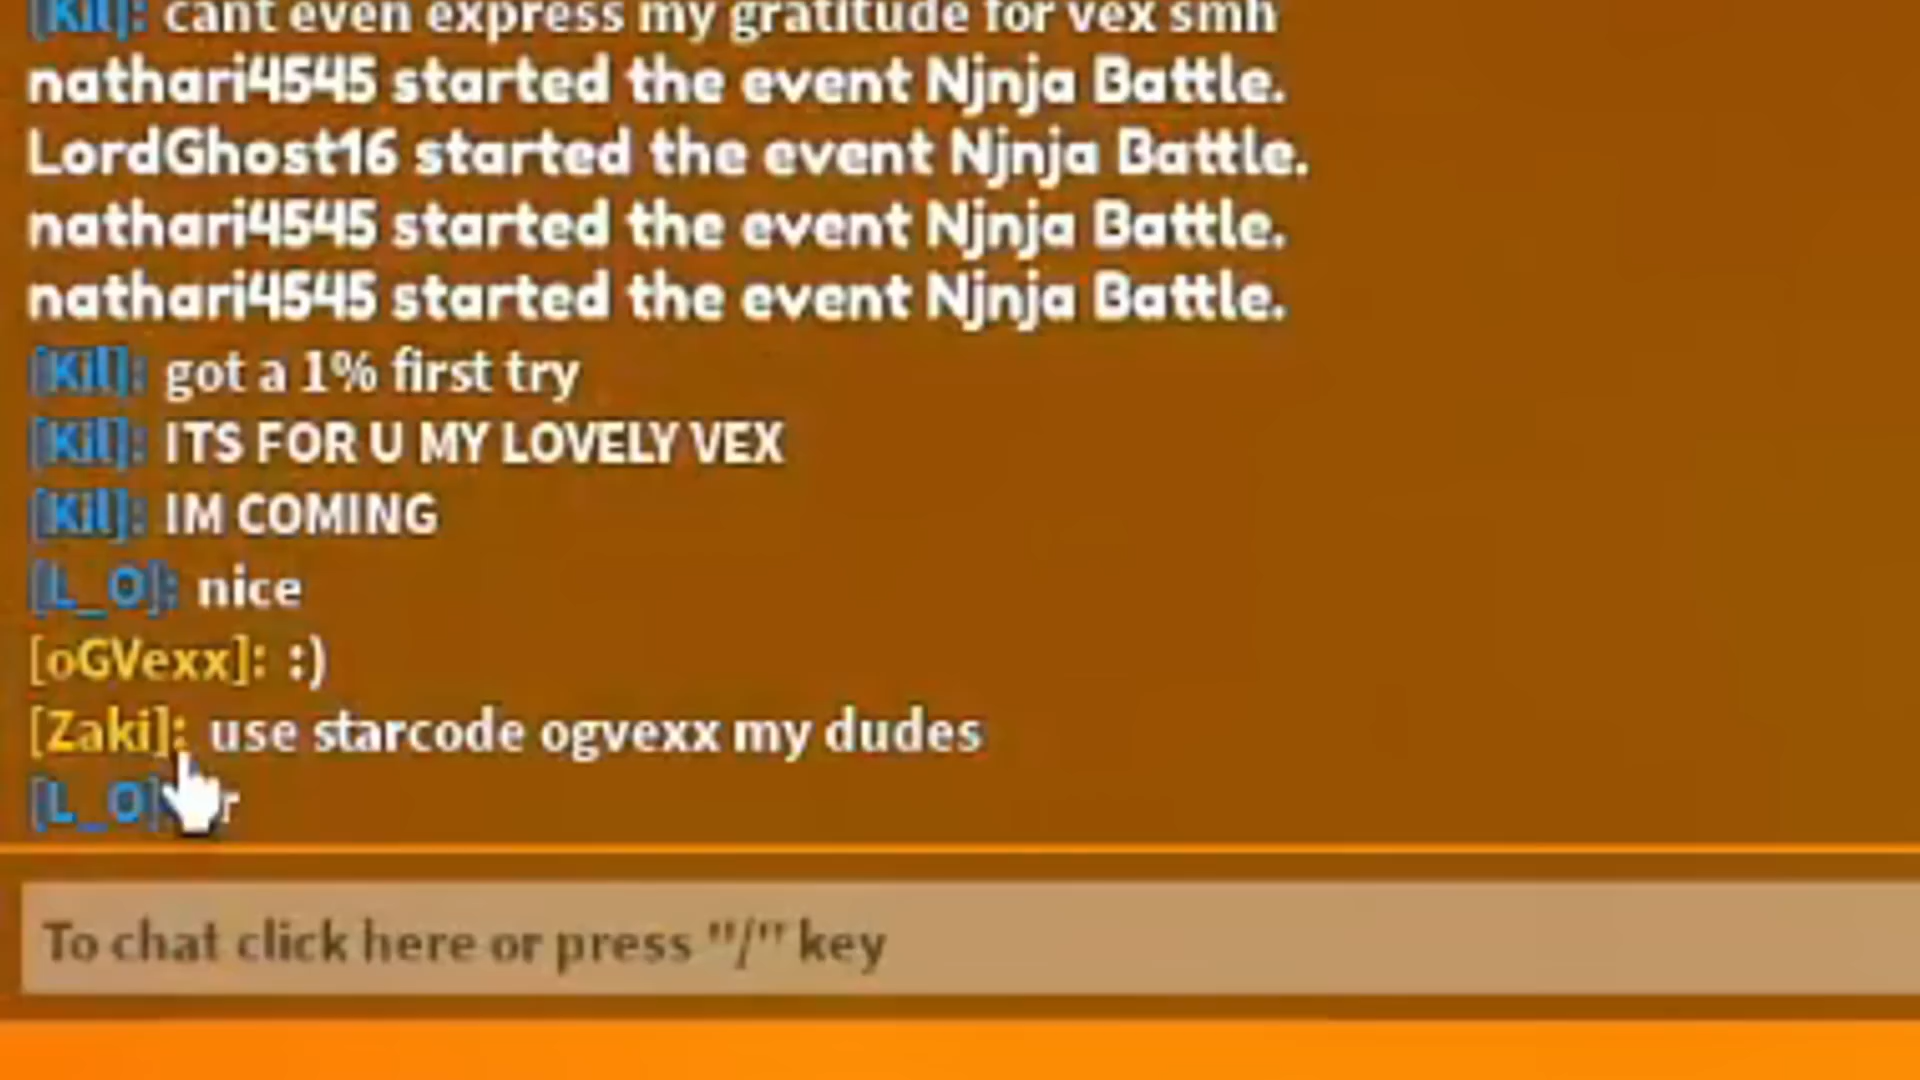 [Kil]: cant even express my gratitude for vex smh
nathari4545 started the event Njnja Battle.
LordGhost16 started the event Njnja Battle.
nathari4545 started the event Njnja Battle.
nathari4545 started the event Njnja Battle.
[Kil]: got a 1% first try
[Kil]: ITS FOR U MY LOVELY VEX
[Kil]: IM COMING
[L_O]: nice
[oGVexx]: :)
[Zaki]: use starcode ogvexx my dudes
[L_O]
To chat click here or press "/" key